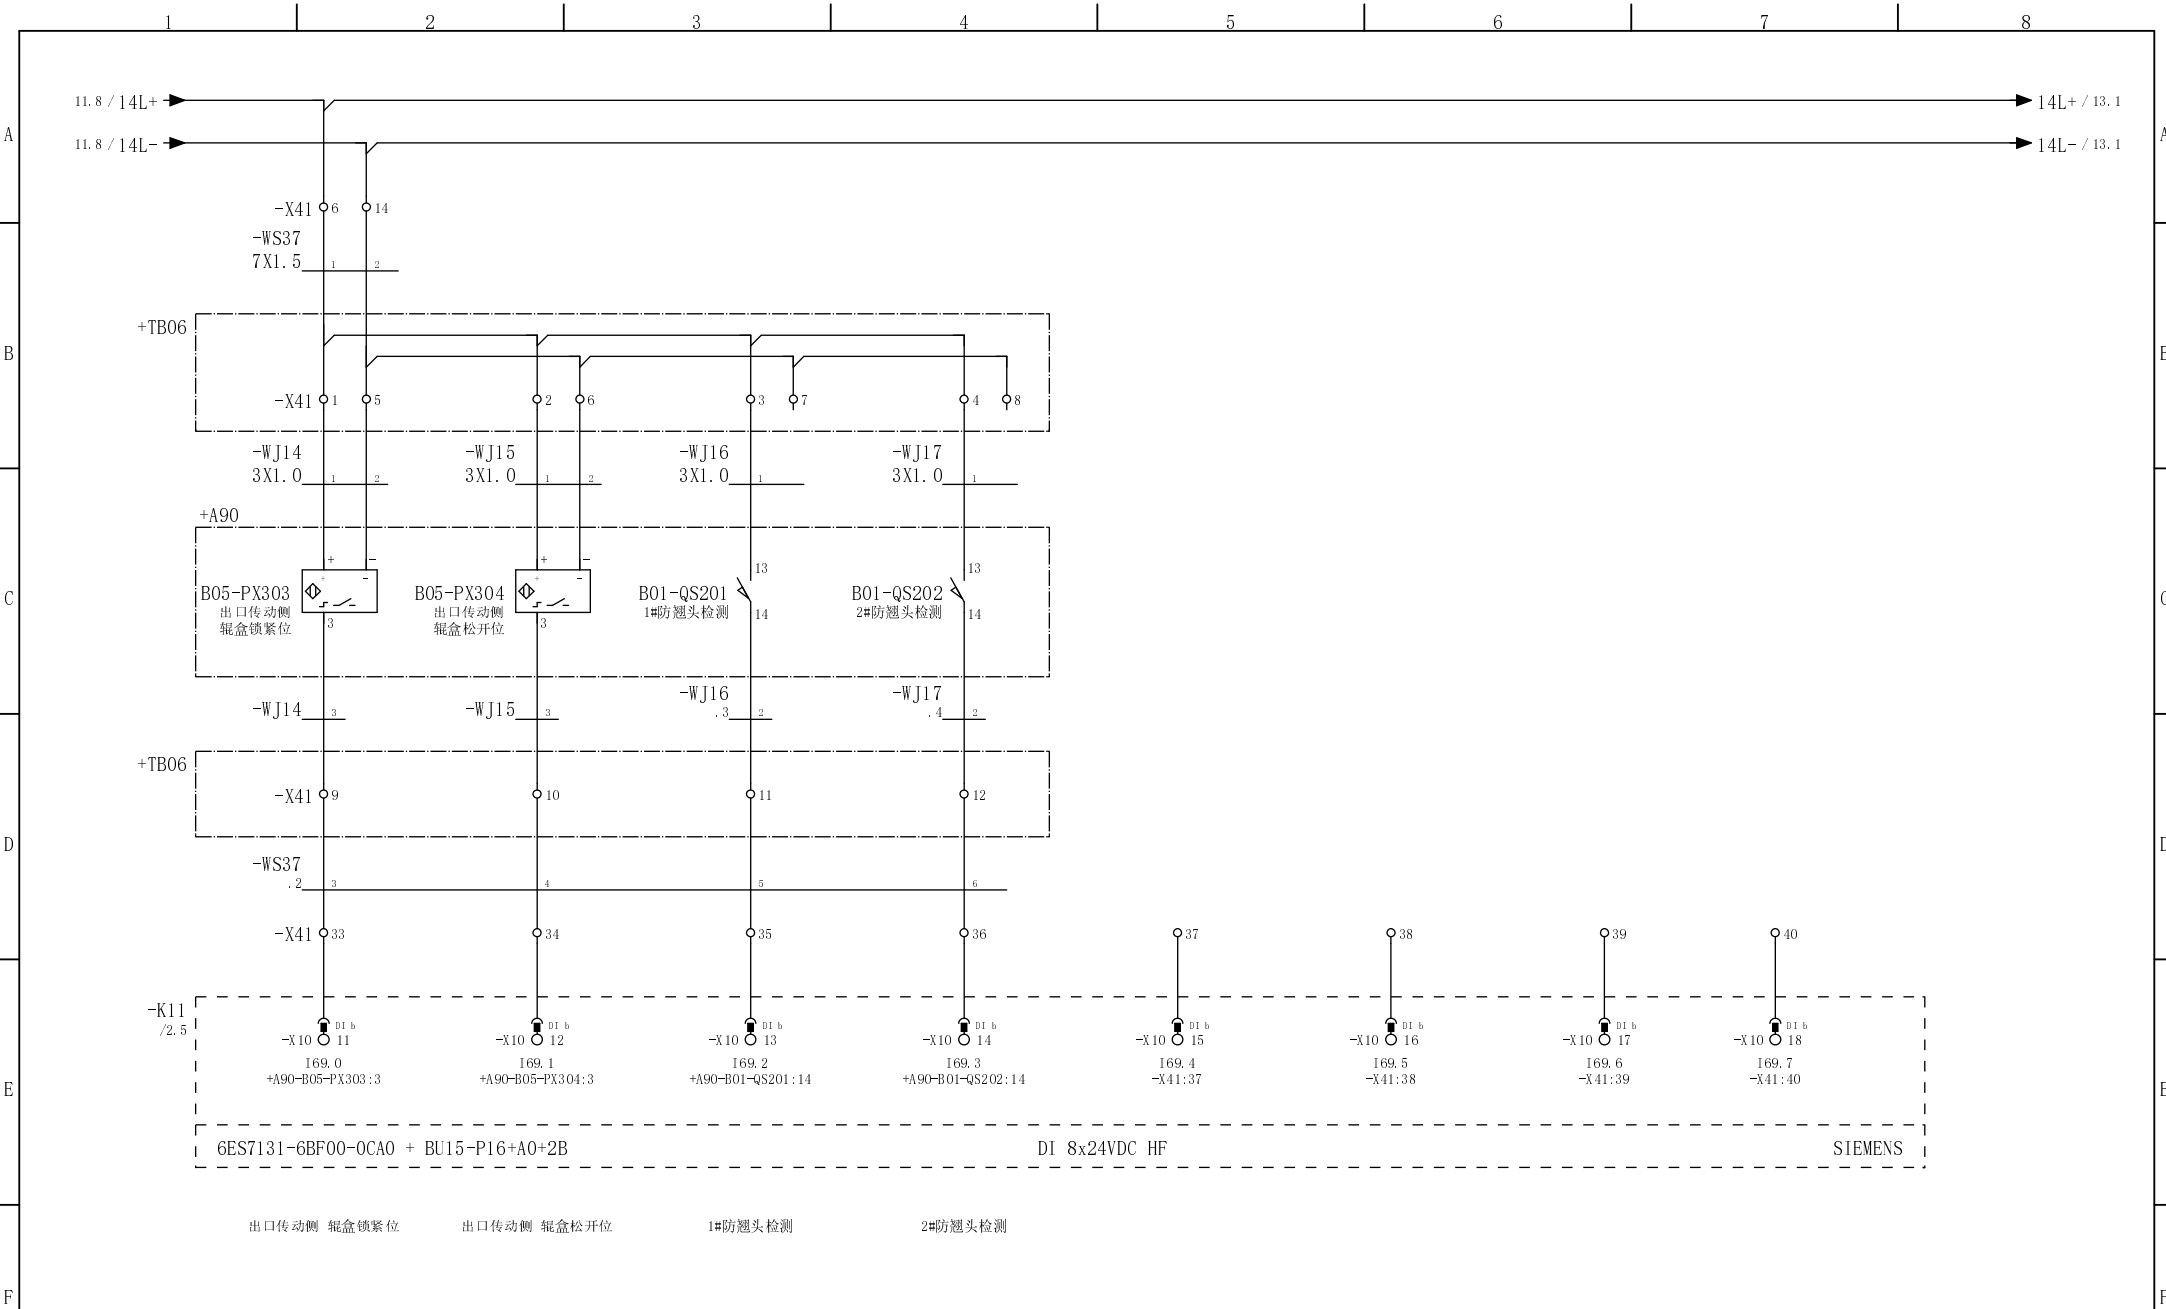 1 2 3 4 5 6 7 8
11.8 / 14L+ 14L+ / 13.1
A A
11.8 / 14L- 14L- / 13.1
-X41 6 14
-WS37
7X1.5 1 2
+TB06
B B
-X41 1 5 2 6 3 7 4 8
-WJ14 -WJ15 -WJ16 -WJ17
3X1.0 1 2 3X1.0 1 2 3X1.0 1 3X1.0 1
+A90
+ - + - 13 13
+ - + -
C B05-PX303 B05-PX304 B01-QS201 B01-QS202 C
出口传动侧 出口传动侧 1#防翘头检测 14 2#防翘头检测 14
辊盒锁紧位 3 辊盒松开位 3
-WJ16 -WJ17
-WJ14 3 -WJ15 3 .3 2 .4 2
+TB06
-X41 9 10 11 12
D D
-WS37
.2 3 4 5 6
-X41 33 34 35 36 37 38 39 40
-K11
/2.5 DI b DI b DI b DI b DI b DI b DI b DI b
-X10 11 -X10 12 -X10 13 -X10 14 -X10 15 -X10 16 -X10 17 -X10 18
I69.0 I69.1 I69.2 I69.3 I69.4 I69.5 I69.6 I69.7
+A90-B05-PX303:3 +A90-B05-PX304:3 +A90-B01-QS201:14 +A90-B01-QS202:14 -X41:37 -X41:38 -X41:39 -X41:40
E E
6ES7131-6BF00-0CA0 + BU15-P16+A0+2B DI 8x24VDC HF SIEMENS
出口传动侧 辊盒锁紧位 出口传动侧 辊盒松开位 1#防翘头检测 2#防翘头检测
F F